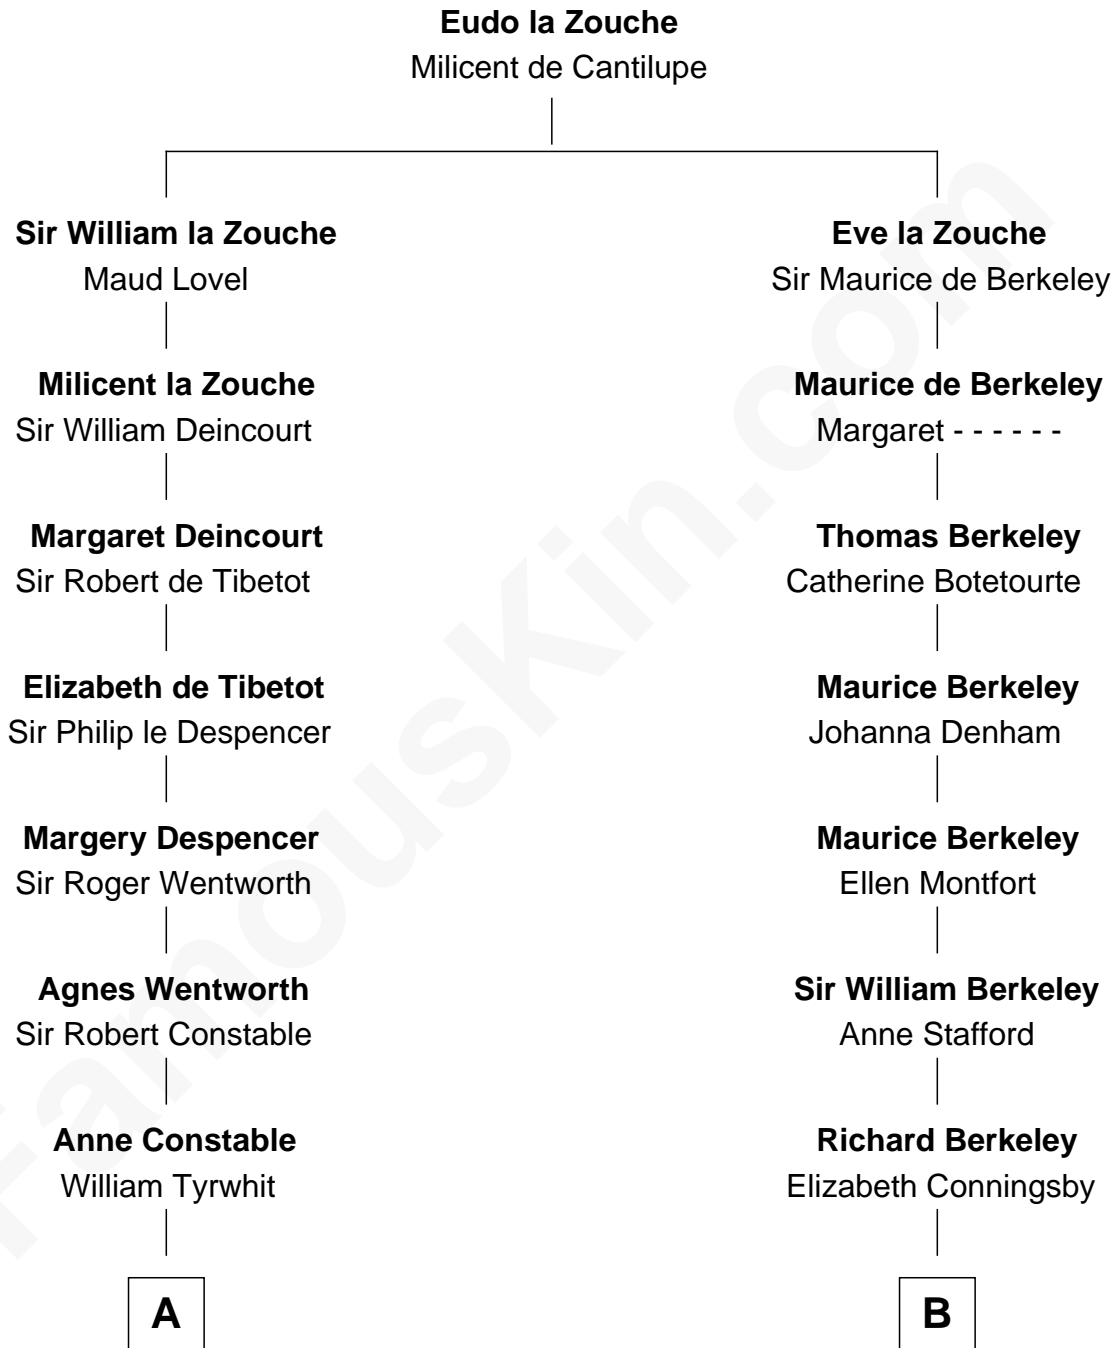 Eudo la Zouche
Milicent de Cantilupe
Sir William la Zouche
Maud Lovel
Eve la Zouche
Sir Maurice de Berkeley
Milicent la Zouche
Sir William Deincourt
Maurice de Berkeley
Margaret - - - - - -
Margaret Deincourt
Sir Robert de Tibetot
Thomas Berkeley
Catherine Botetourte
Elizabeth de Tibetot
Sir Philip le Despencer
Maurice Berkeley
Johanna Denham
Margery Despencer
Sir Roger Wentworth
Maurice Berkeley
Ellen Montfort
Agnes Wentworth
Sir Robert Constable
Sir William Berkeley
Anne Stafford
Anne Constable
William Tyrwhit
Richard Berkeley
Elizabeth Conningsby
A
B
FamousKin.com